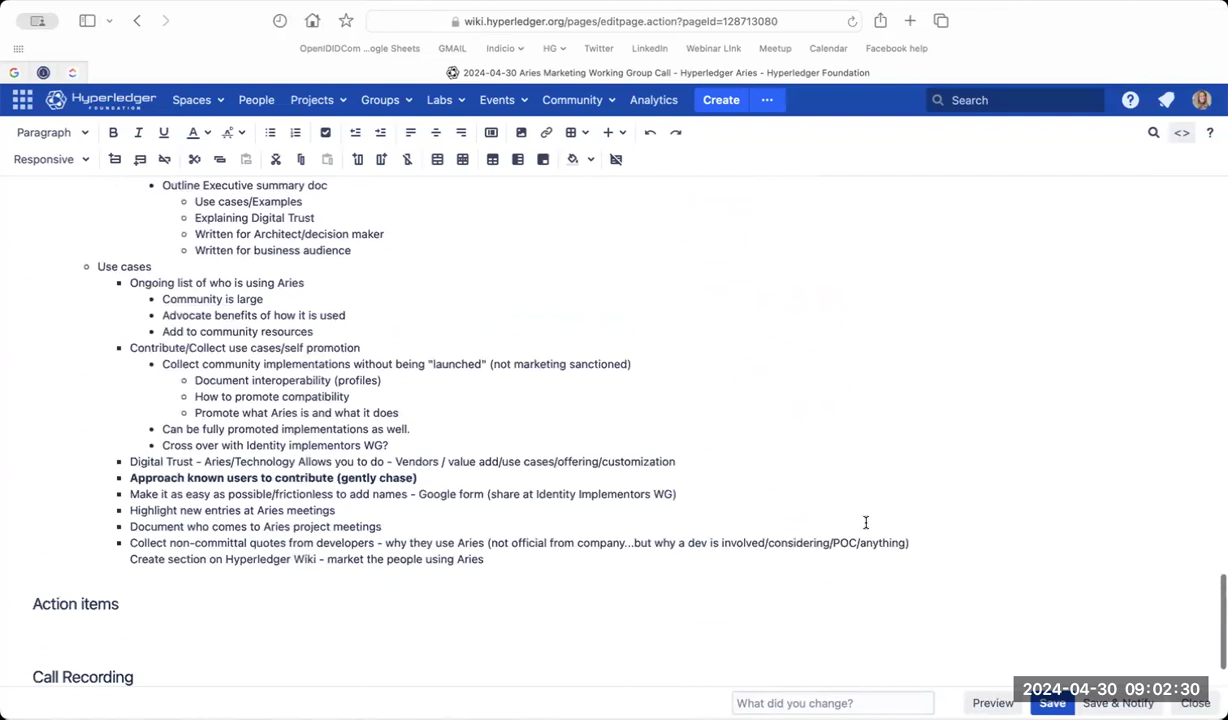 wiki.hyperledger.org/pages/editpage.action?pageId=128713080
OpenIDIDCom ...ogle Sheets GMAIL Indicio HG Twitter LinkedIn Webinar LInk Meetup Calendar Facebook help
2024-04-30 Aries Marketing Working Group Call - Hyperledger Aries - Hyperledger Foundation
HYPERLEDGER FOUNDATION Spaces People Projects Groups Labs Events Community Analytics Create ··· Search
Paragraph B I U A
Responsive
Outline Executive summary doc
Use cases/Examples
Explaining Digital Trust
Written for Architect/decision maker
Written for business audience
Use cases
Ongoing list of who is using Aries
Community is large
Advocate benefits of how it is used
Add to community resources
Contribute/Collect use cases/self promotion
Collect community implementations without being "launched" (not marketing sanctioned)
Document interoperability (profiles)
How to promote compatibility
Promote what Aries is and what it does
Can be fully promoted implementations as well.
Cross over with Identity implementors WG?
Digital Trust - Aries/Technology Allows you to do - Vendors / value add/use cases/offering/customization
Approach known users to contribute (gently chase)
Make it as easy as possible/frictionless to add names - Google form (share at Identity Implementors WG)
Highlight new entries at Aries meetings
Document who comes to Aries project meetings
Collect non-committal quotes from developers - why they use Aries (not official from company...but why a dev is involved/considering/POC/anything)
Create section on Hyperledger Wiki - market the people using Aries
Action items
Call Recording
2024-04-30 09:02:30
What did you change? Preview Save Save & Notify Close